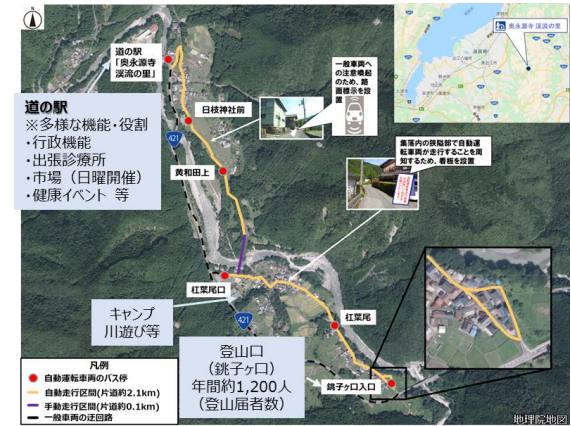 N
道の駅
「奥永源寺
渓流の里」
道の駅
※多様な機能・役割
・行政機能
・出張診療所
・市場（日曜開催）
・健康イベント 等
421
日枝神社前
一般車両へ
の注意喚起
のため、路
面標示を設
置
黄和田上
集落内の狭隘部で自動運
転車両が走行することを周
知するため、看板を設置
奥永源寺 渓流の里
杠葉尾口
キャンプ
川遊び等
421
杠葉尾
登山口
（銚子ヶ口）
年間約1,200人
（登山届者数）
銚子ヶ口入口
凡例
自動運転車両のバス停
自動走行区間(片道約2.1km)
手動走行区間(片道約0.1km)
一般車両の迂回路
地理院地図